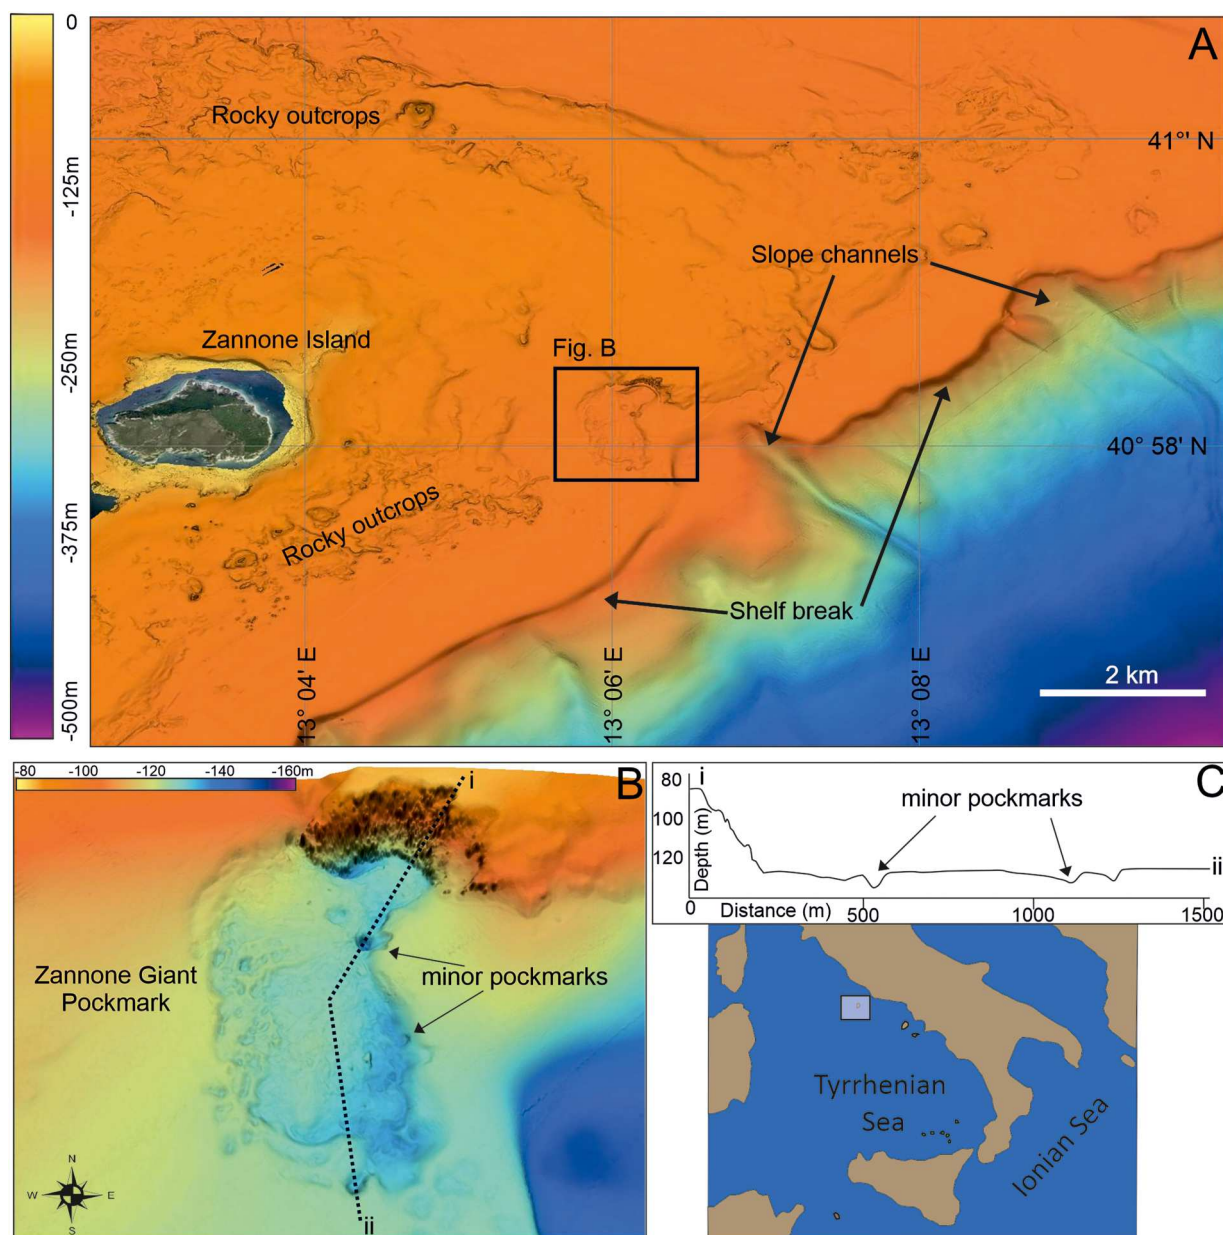 A
0
-125m
-250m
-375m
-500m
Rocky outcrops
41°' N
Slope channels
Zannone Island
Fig. B
40° 58' N
Rocky outcrops
Shelf break
13° 04' E
13° 06' E
13° 08' E
2 km
-80 -100 -120 -140 -160m
B
i
Zannone Giant
Pockmark
minor pockmarks
N
W E
S
ii
C
80
100
120
Depth (m)
i
minor pockmarks
ii
0 Distance (m) 500 1000 1500
Tyrrhenian
Sea
Ionian Sea